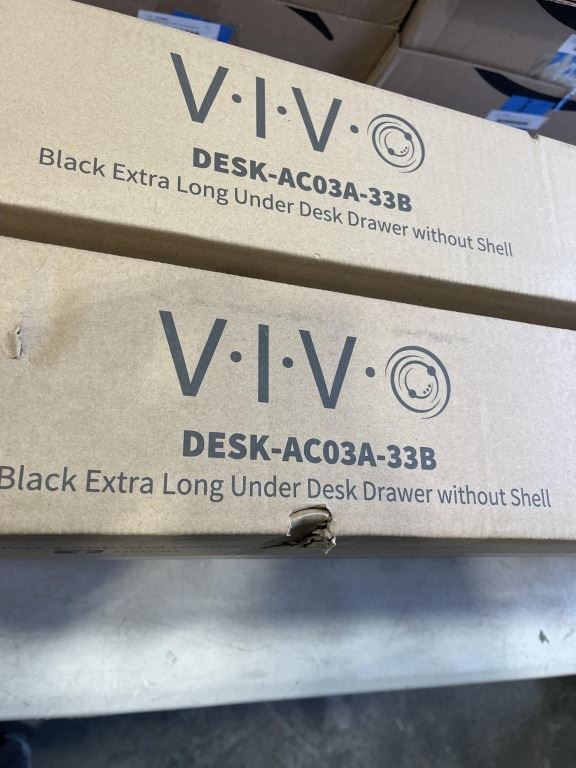 V·I·V·O
DESK-AC03A-33B
Black Extra Long Under Desk Drawer without Shell
V·I·V·O
DESK-AC03A-33B
Black Extra Long Under Desk Drawer without Shell